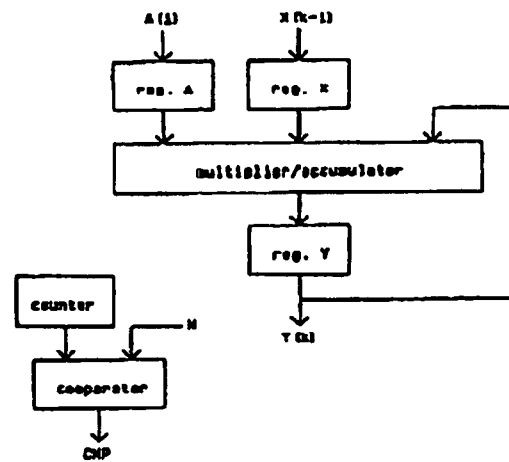 A(i) X(k-i)
reg. A reg. X
multiplier/accumulator
reg. Y
counter
N
Y(k)
comparator
CMP